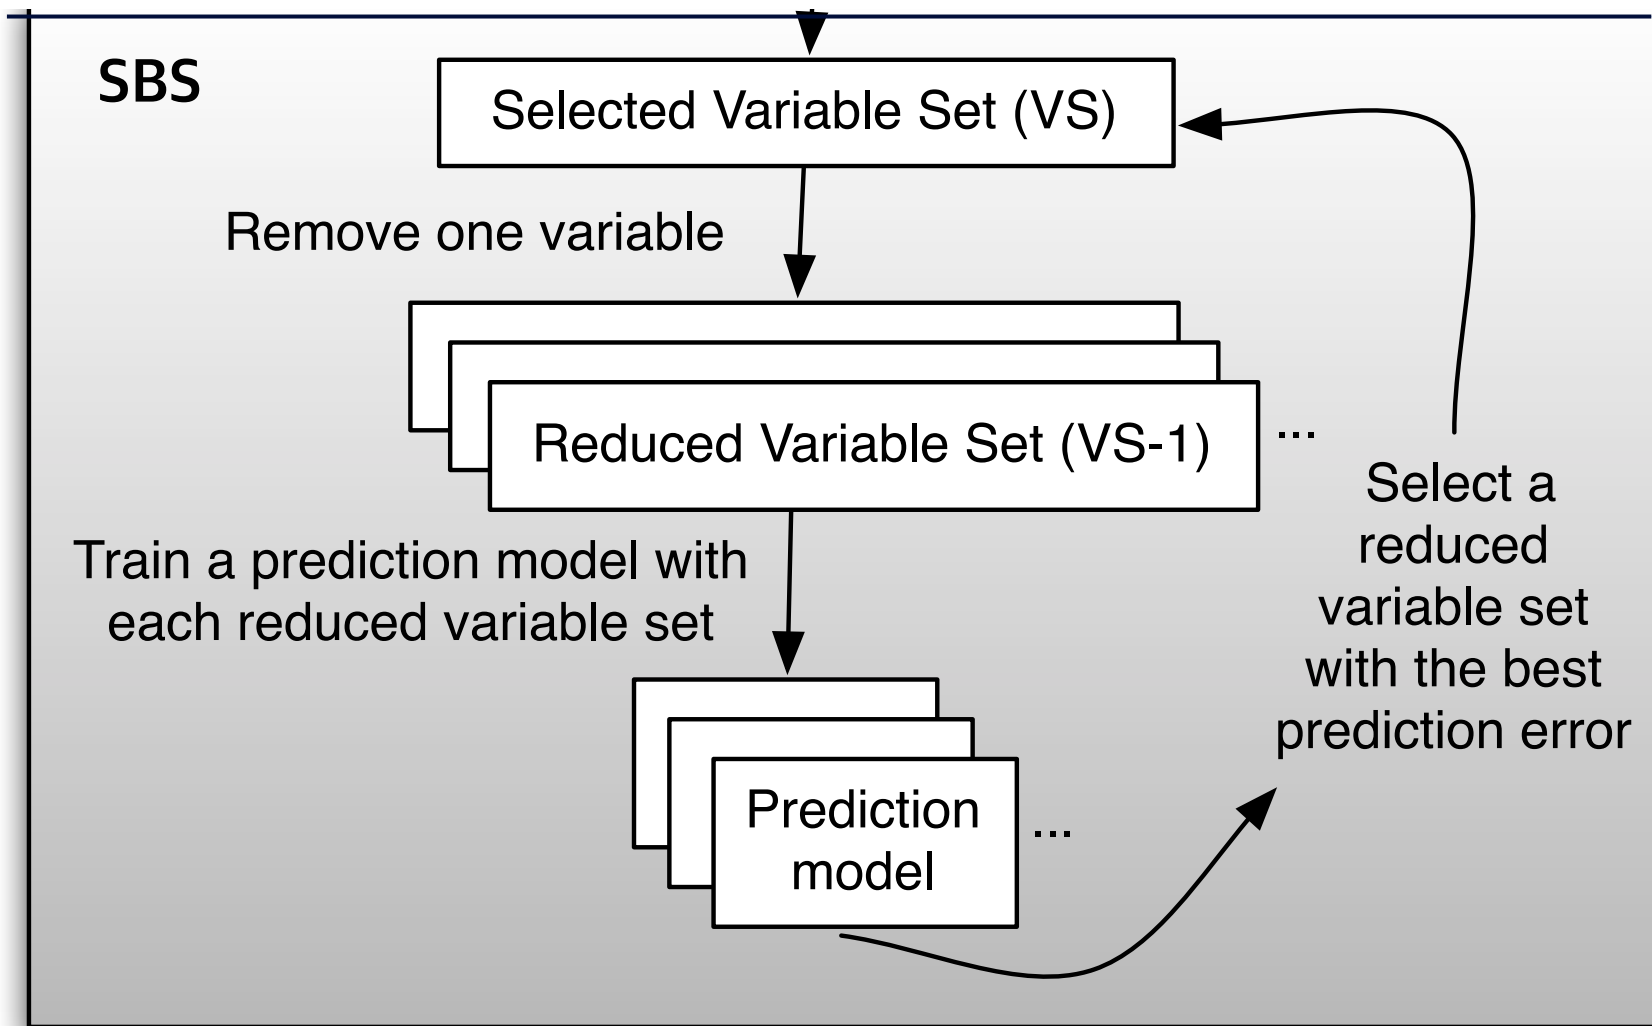 SBS
Selected Variable Set (VS)
Remove one variable
Reduced Variable Set (VS-1)
...
Train a prediction model with
each reduced variable set
Select a
reduced
variable set
with the best
prediction error
Prediction
model
...